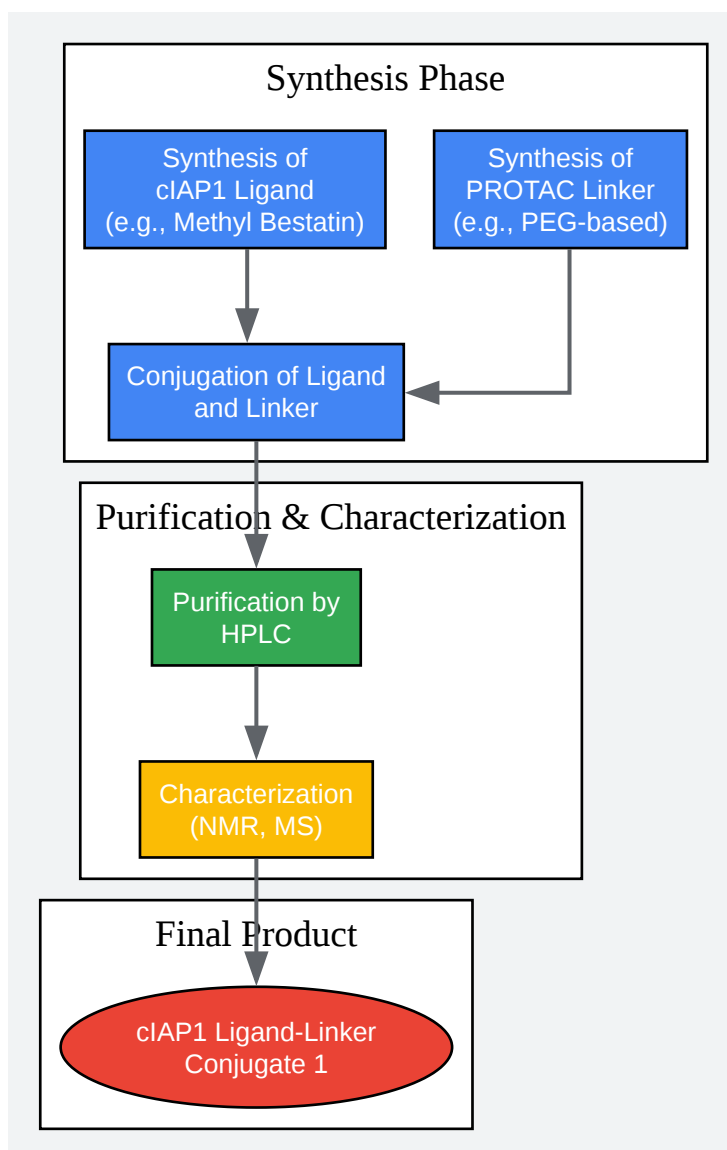 Synthesis Phase
Synthesis of
cIAP1 Ligand
(e.g., Methyl Bestatin)
Synthesis of
PROTAC Linker
(e.g., PEG-based)
Conjugation of Ligand
and Linker
Purification & Characterization
Purification by
HPLC
Characterization
(NMR, MS)
Final Product
cIAP1 Ligand-Linker
Conjugate 1